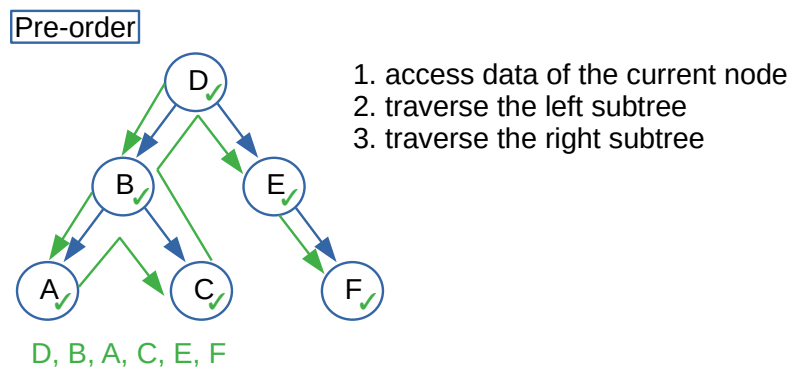 Pre-order
D
B
E
A
C
F
1. access data of the current node
2. traverse the left subtree
3. traverse the right subtree
D, B, A, C, E, F